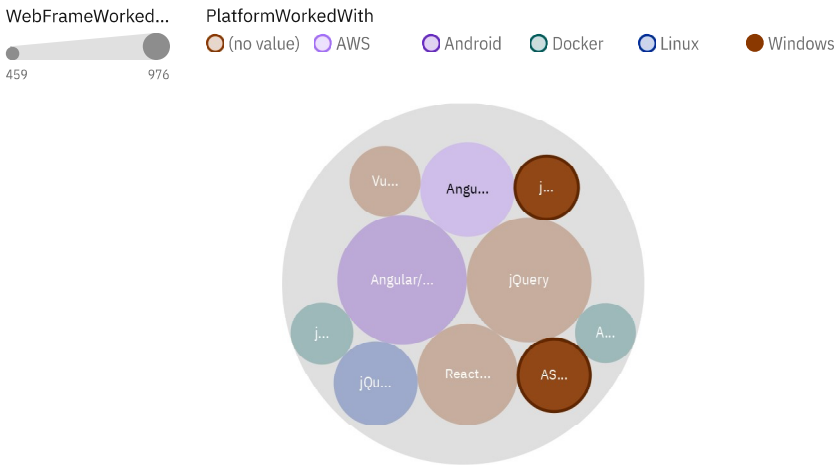 WebFrameWorked...
PlatformWorkedWith
(no value)
AWS
Android
Docker
Linux
Windows
459
976
Vu...
Angu...
j...
Angular/...
jQuery
j...
A...
jQu...
React...
AS...